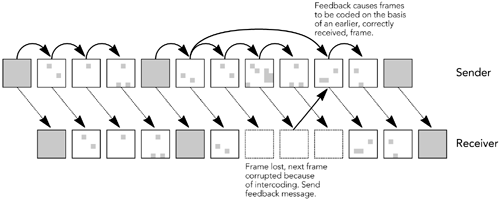 Feedback causes frames
to be coded on the basis
of an earlier, correctly
received, frame.
Sender
Receiver
Frame lost, next frame
corrupted because
of intercoding. Send
feedback message.